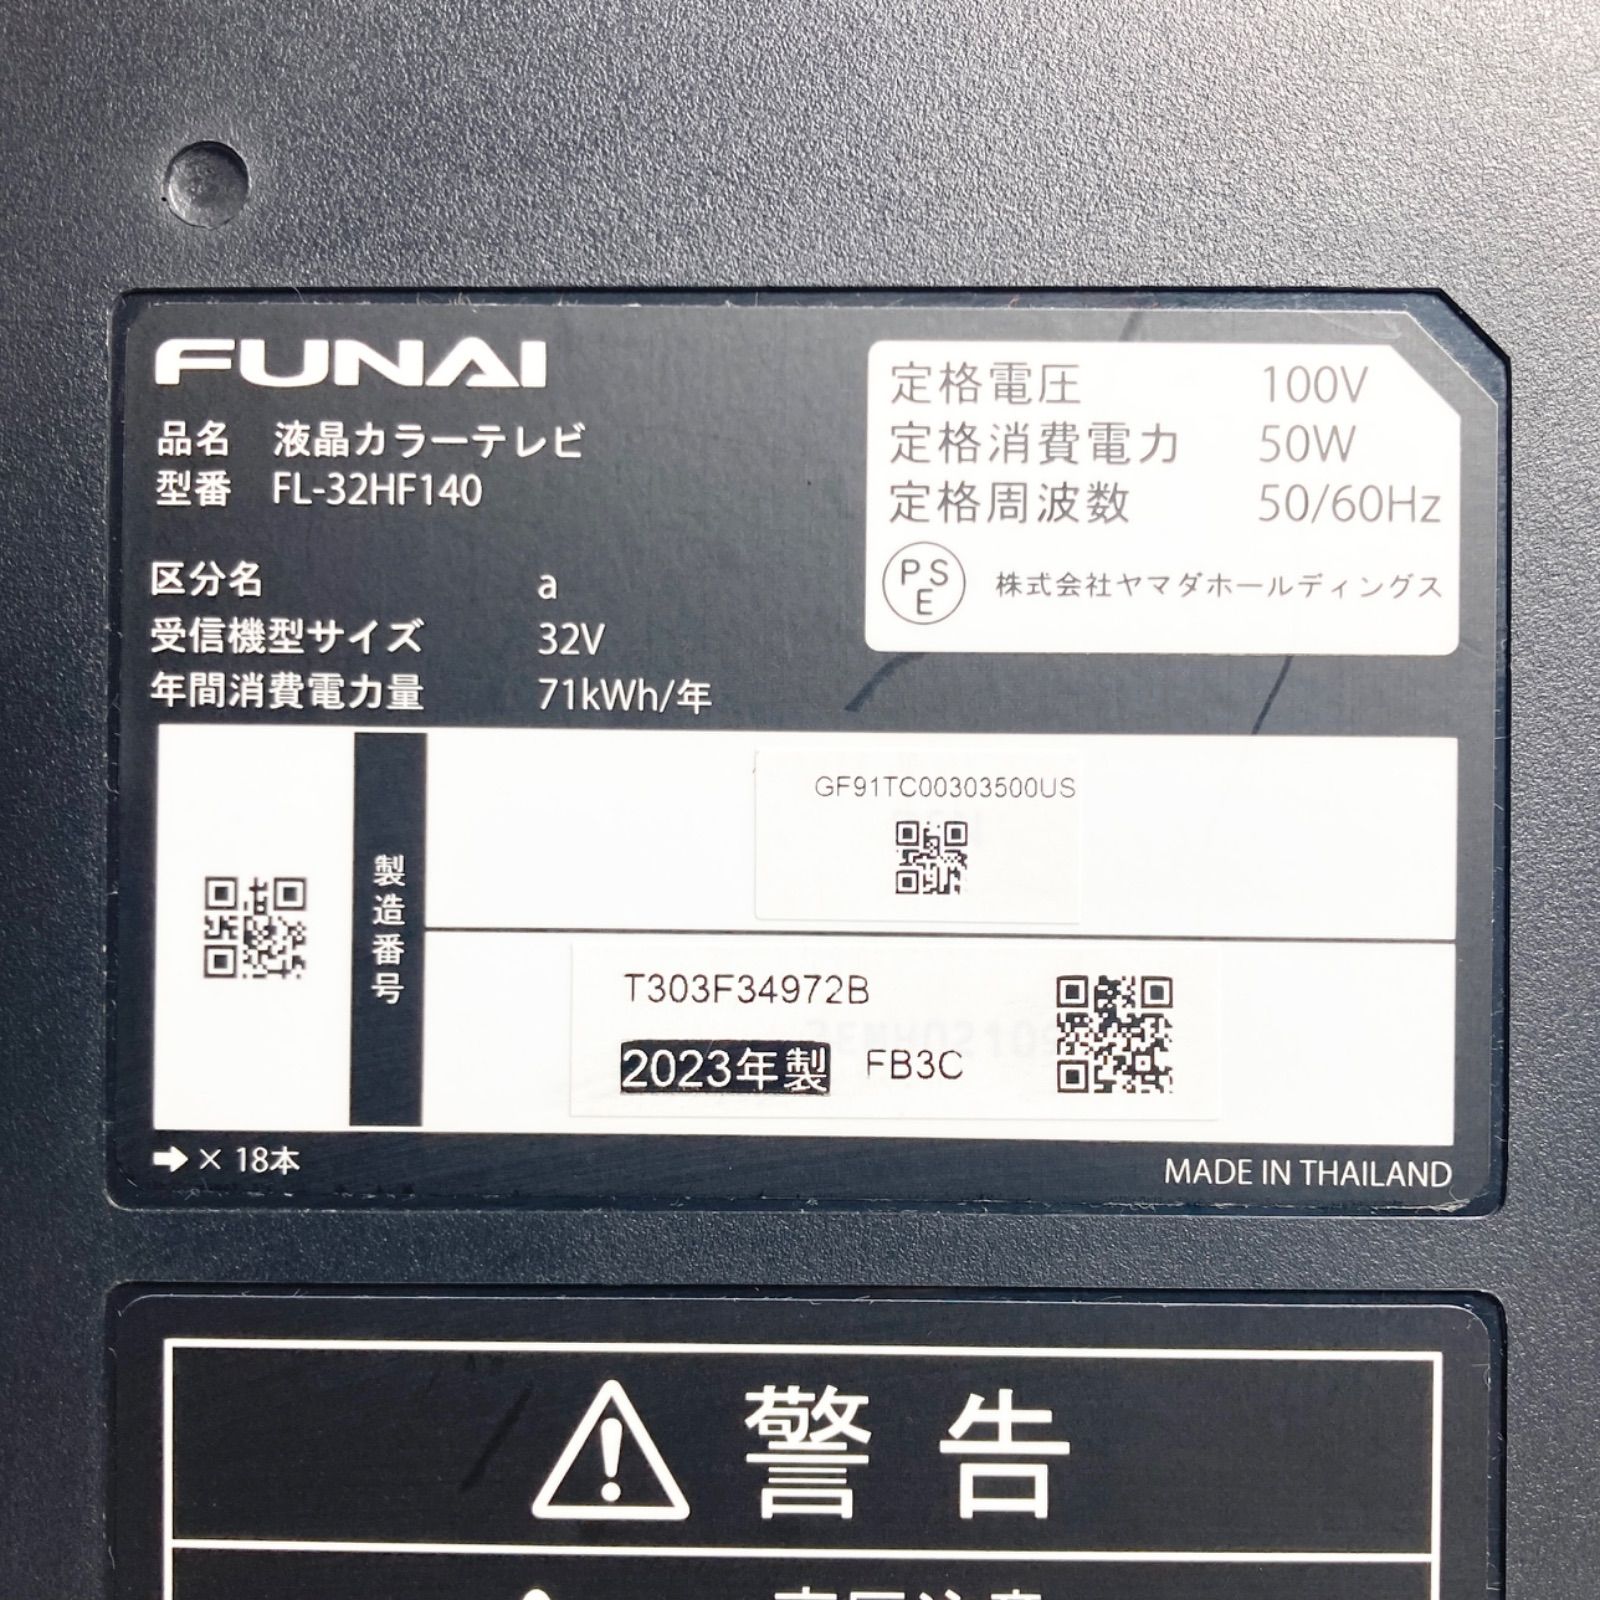 FUNAI
品名 液晶カラーテレビ
型番 FL-32HF140
区分名 a
受信機型サイズ 32V
年間消費電力量 71kWh/年
定格電圧 100V
定格消費電力 50W
定格周波数 50/60Hz
PSE 株式会社ヤマダホールディングス
製造番号
GF91TC00303500US
T303F34972B
2023年製 FB3C
➡ × 18本
MADE IN THAILAND
警告